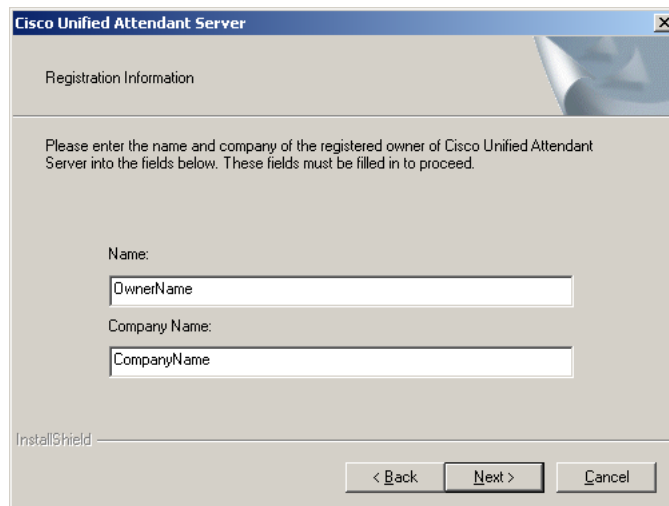 Cisco Unified Attendant Server
Registration Information
Please enter the name and company of the registered owner of Cisco Unified Attendant
Server into the fields below. These fields must be filled in to proceed.
Name:
OwnerName
Company Name:
CompanyName
InstallShield
< Back
Next >
Cancel